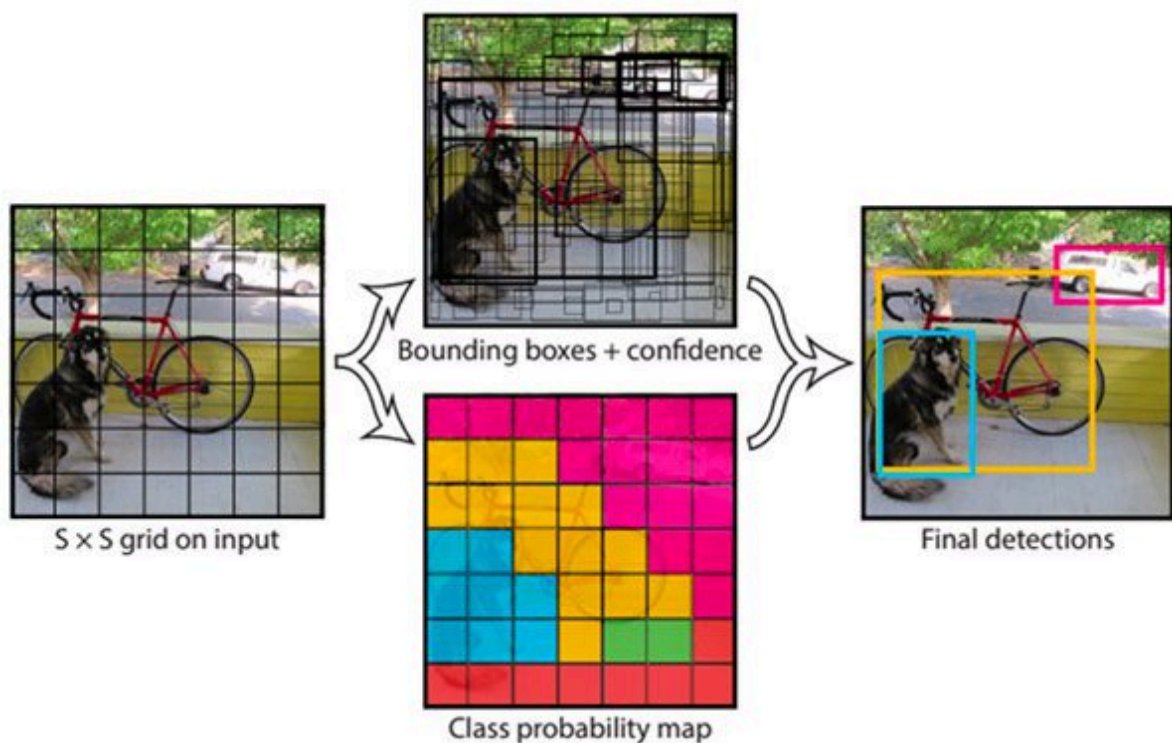 Bounding boxes + confidence
S × S grid on input
Final detections
Class probability map